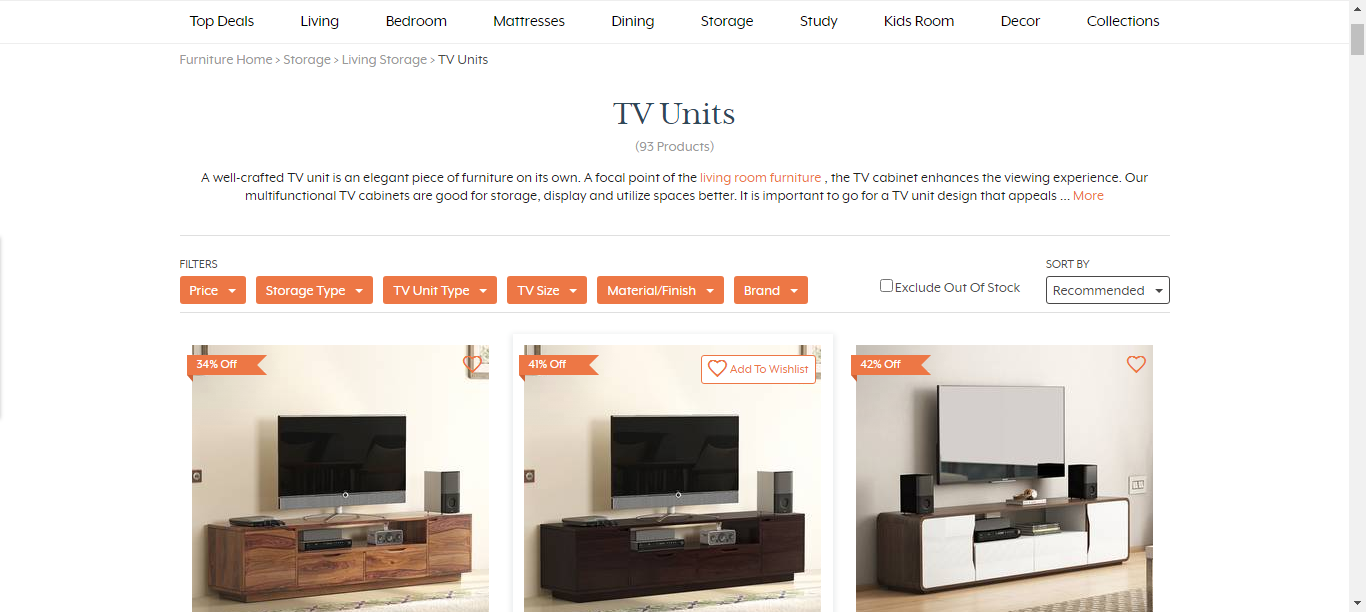 Top Deals Living Bedroom Mattresses Dining Storage Study Kids Room Decor Collections
Furniture Home > Storage > Living Storage > TV Units
TV Units
(93 Products)
A well-crafted TV unit is an elegant piece of furniture on its own. A focal point of the living room furniture , the TV cabinet enhances the viewing experience. Our
multifunctional TV cabinets are good for storage, display and utilize spaces better. It is important to go for a TV unit design that appeals ... More
FILTERS
SORT BY
Price Storage Type TV Unit Type TV Size Material/Finish Brand
Exclude Out Of Stock
Recommended
34% Off
41% Off
Add To Wishlist
42% Off